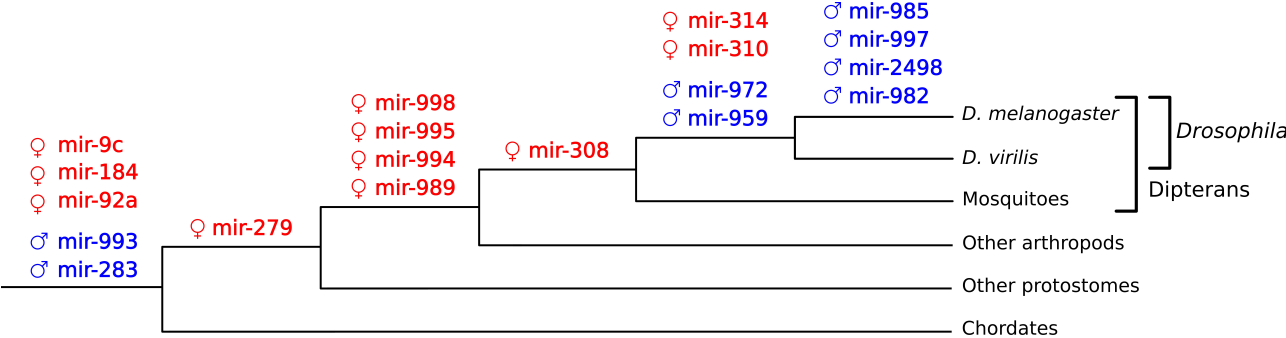 ♀ mir-9c
♀ mir-184
♀ mir-92a
♂ mir-993
♂ mir-283
♀ mir-279
♀ mir-998
♀ mir-995
♀ mir-994
♀ mir-989
♀ mir-308
♀ mir-314
♀ mir-310
♂ mir-972
♂ mir-959
♂ mir-985
♂ mir-997
♂ mir-2498
♂ mir-982
D. melanogaster
D. virilis
Mosquitoes
Other arthropods
Other protostomes
Chordates
Drosophila
Dipterans